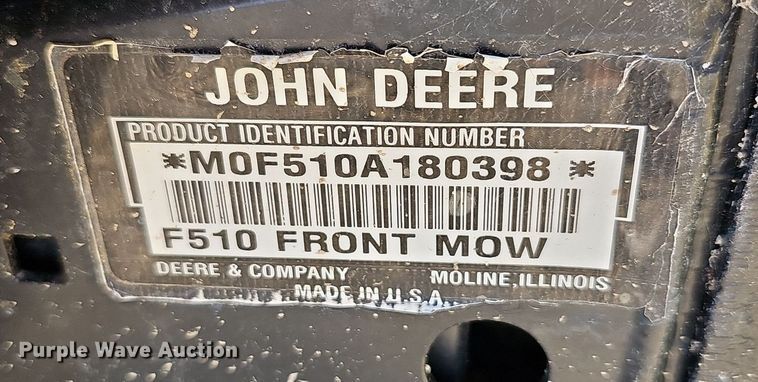 JOHN DEERE
PRODUCT IDENTIFICATION NUMBER
*M0F510A180398*
F510 FRONT MOW
DEERE & COMPANY MOLINE, ILLINOIS
MADE IN U.S.A.
Purple Wave Auction